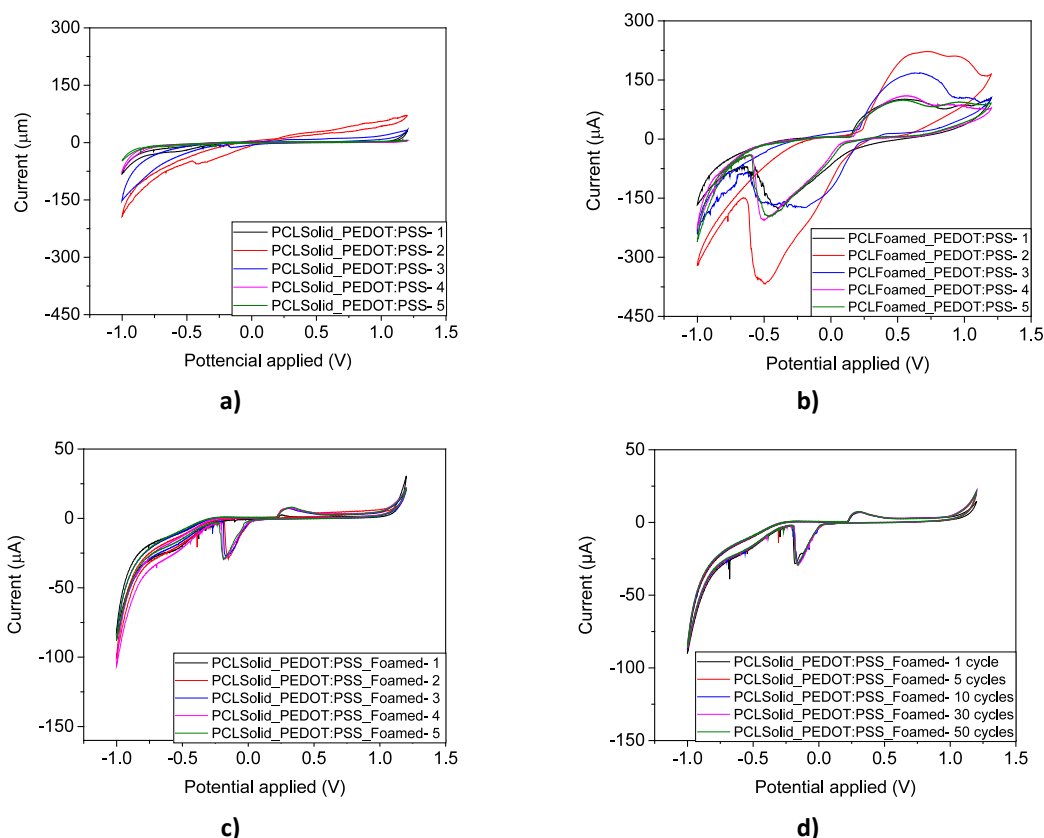 300
150
0
-150
-300
-450
Current (μm)
PCLSolid_PEDOT:PSS- 1
PCLSolid_PEDOT:PSS- 2
PCLSolid_PEDOT:PSS- 3
PCLSolid_PEDOT:PSS- 4
PCLSolid_PEDOT:PSS- 5
-1.0 -0.5 0.0 0.5 1.0 1.5
Pottencial applied (V)
a)
300
150
0
-150
-300
-450
Current (μA)
PCLFoamed_PEDOT:PSS- 1
PCLFoamed_PEDOT:PSS- 2
PCLFoamed_PEDOT:PSS- 3
PCLFoamed_PEDOT:PSS- 4
PCLFoamed_PEDOT:PSS- 5
-1.0 -0.5 0.0 0.5 1.0 1.5
Potential applied (V)
b)
50
0
-50
-100
-150
Current (μA)
PCLSolid_PEDOT:PSS_Foamed- 1
PCLSolid_PEDOT:PSS_Foamed- 2
PCLSolid_PEDOT:PSS_Foamed- 3
PCLSolid_PEDOT:PSS_Foamed- 4
PCLSolid_PEDOT:PSS_Foamed- 5
-1.0 -0.5 0.0 0.5 1.0 1.5
Potential applied (V)
c)
50
0
-50
-100
-150
Current (μA)
PCLSolid_PEDOT:PSS_Foamed- 1 cycle
PCLSolid_PEDOT:PSS_Foamed- 5 cycles
PCLSolid_PEDOT:PSS_Foamed- 10 cycles
PCLSolid_PEDOT:PSS_Foamed- 30 cycles
PCLSolid_PEDOT:PSS_Foamed- 50 cycles
-1.0 -0.5 0.0 0.5 1.0 1.5
Potential applied (V)
d)